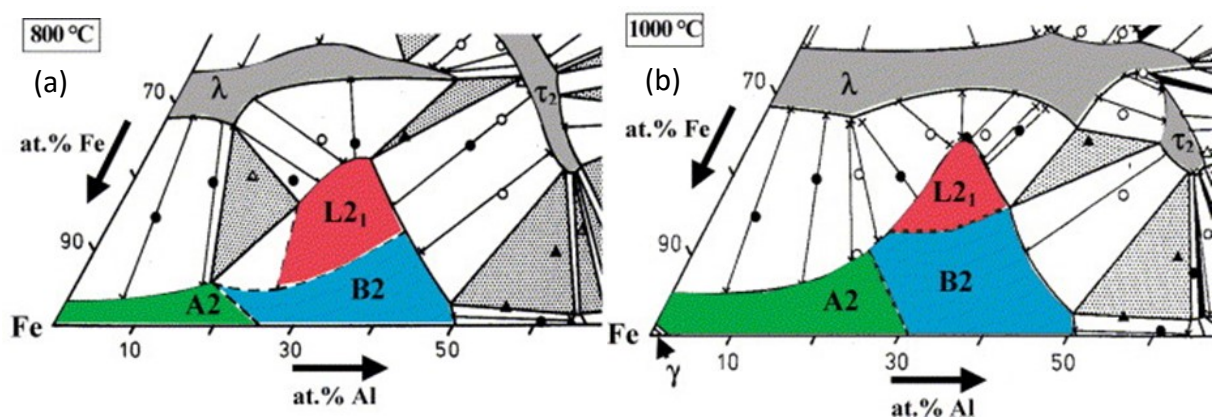 800 °C
(a)
λ
70
at.% Fe
τ2
L2₁
90
A2
B2
Fe
10
30
50
at.% Al
1000 °C
(b)
λ
70
at.% Fe
τ2
L2₁
90
A2
B2
Fe
10
30
50
γ
at.% Al